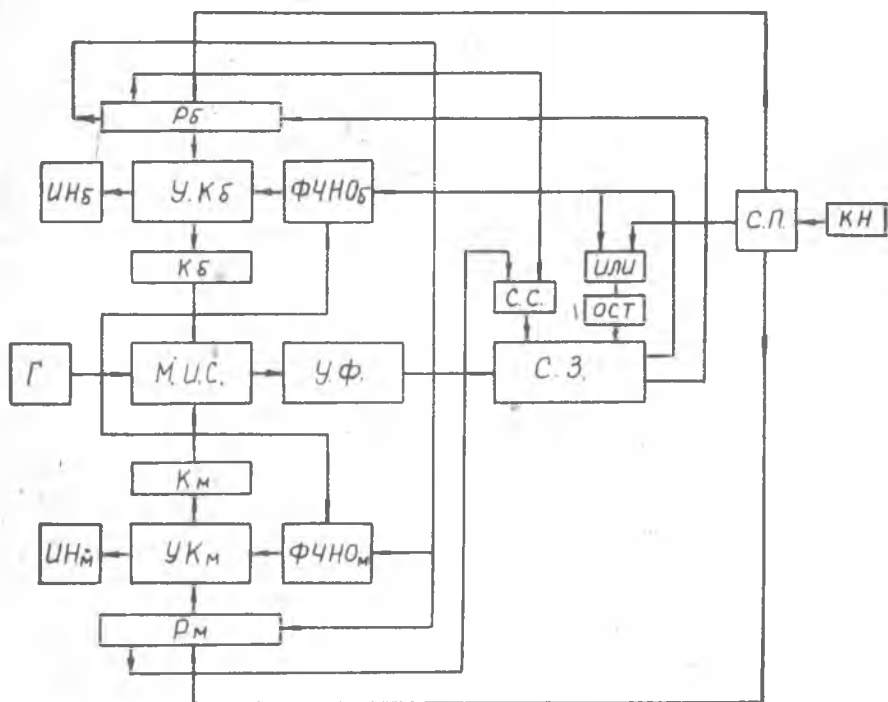 Рб
ИНб
У.Кб
ФЧНОб
С.П.
КН
Кб
ИЛИ
С.С.
ОСТ
Г
М.И.С.
У.Ф.
С.З.
Км
ИНм
УКм
ФЧНОм
Рм